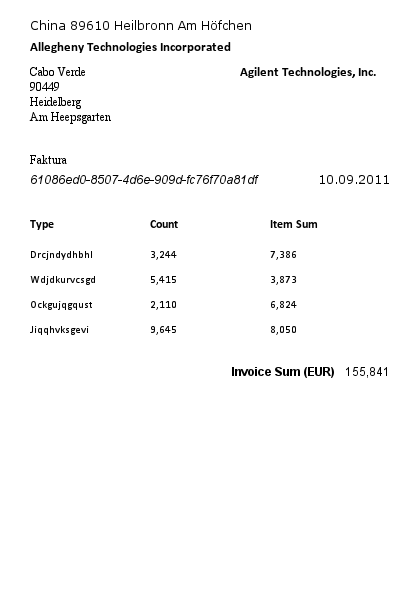 China 89610 Heilbronn Am Höfchen
Allegheny Technologies Incorporated
Cabo Verde Agilent Technologies, Inc.
90449
Heidelberg
Am Heepsgarten
Faktura
61086ed0-8507-4d6e-909d-fc76f70a81df 10.09.2011
Type Count Item Sum
Drcjndydhbhl 3,244 7,386
Wdjdkurvcsgd 5,415 3,873
Ockgujqgqust 2,110 6,824
Jiqqhvksgevi 9,645 8,050
Invoice Sum (EUR) 155,841